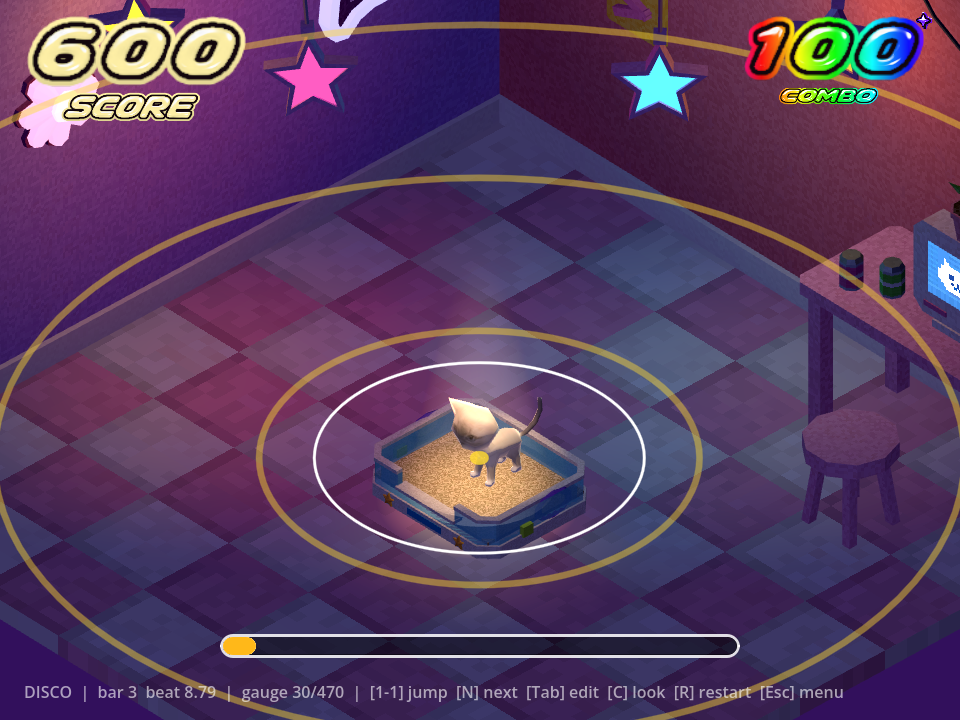 600
SCORE
100
COMBO
DISCO | bar 3 beat 8.79 | gauge 30/470 | [1-1] jump [N] next [Tab] edit [C] look [R] restart [Esc] menu